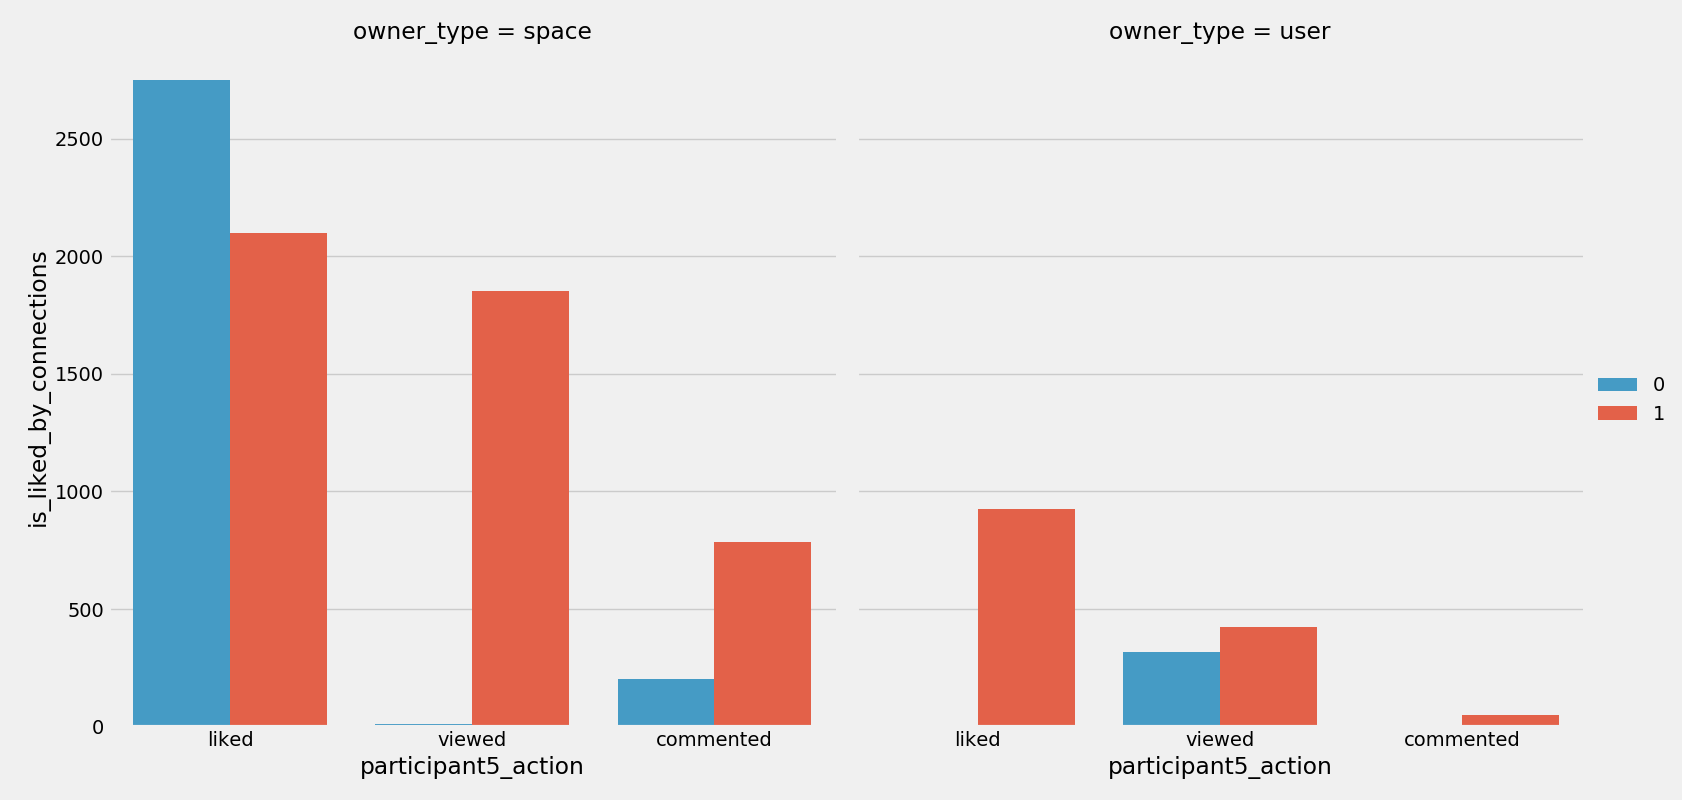 owner_type = space
owner_type = user
is_liked_by_connections
2500
2000
1500
1000
500
0
liked
viewed
commented
liked
viewed
commented
participant5_action
participant5_action
0
1